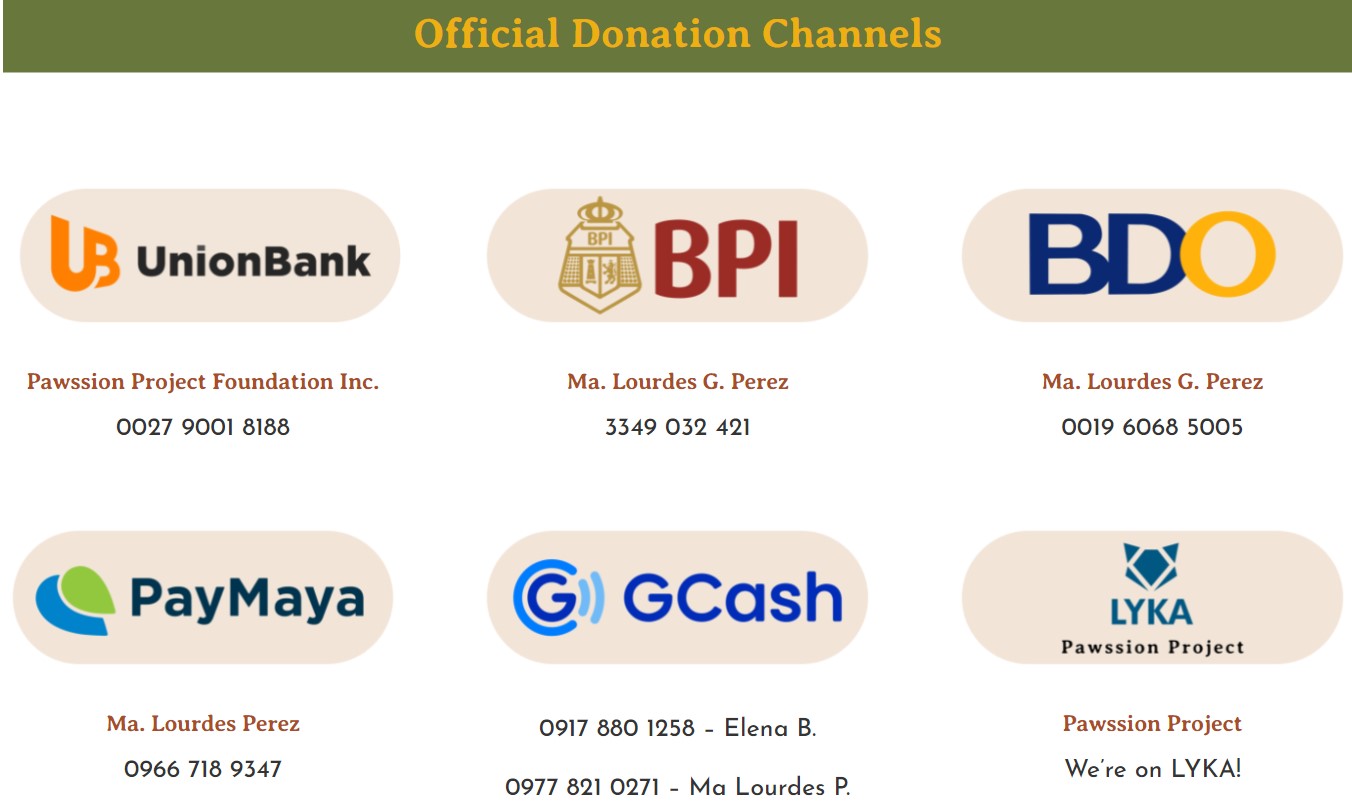 Official Donation Channels
UB UnionBank
BPI BPI
BDO
Pawssion Project Foundation Inc.
Ma. Lourdes G. Perez
Ma. Lourdes G. Perez
0027 9001 8188
3349 032 421
0019 6068 5005
PayMaya
G GCash
LYKA
Pawssion Project
Ma. Lourdes Perez
0917 880 1258 – Elena B.
Pawssion Project
0966 718 9347
0977 821 0271 – Ma Lourdes P.
We’re on LYKA!